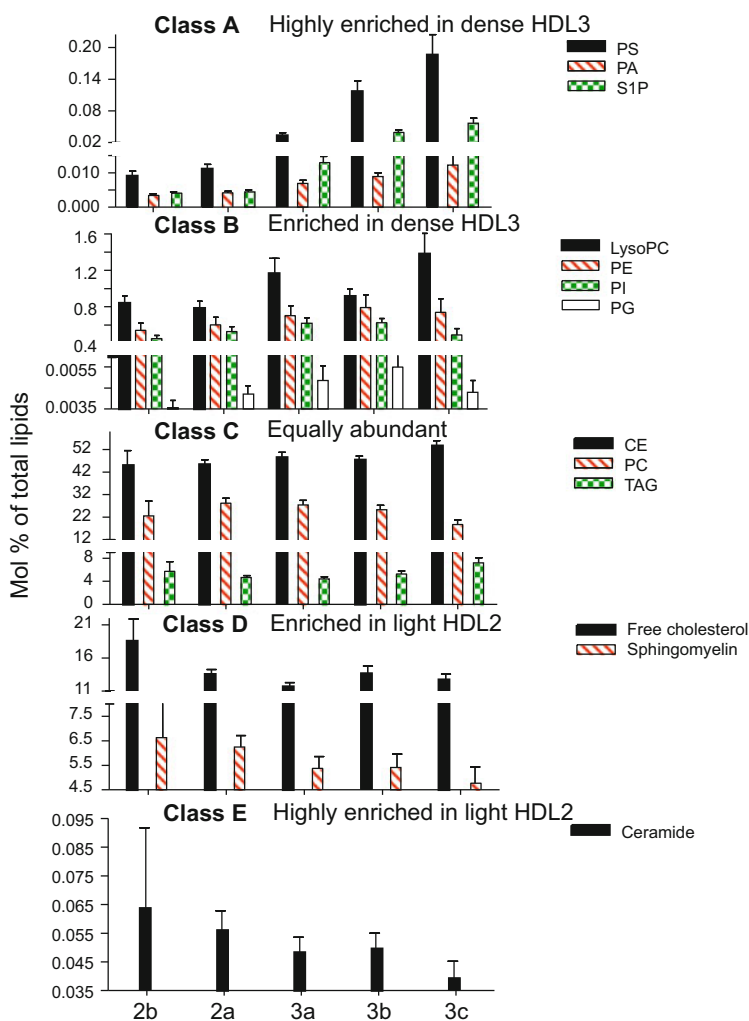 Class A Highly enriched in dense HDL3
0.20
0.14
0.08
0.02
0.010
0.000
PS
PA
S1P
Class B Enriched in dense HDL3
1.6
1.2
0.8
0.4
0.0055
0.0035
LysoPC
PE
PI
PG
Mol % of total lipids
Class C Equally abundant
52
42
32
22
12
8
4
0
CE
PC
TAG
Class D Enriched in light HDL2
21
16
11
7.5
6.5
5.5
4.5
Free cholesterol
Sphingomyelin
Class E Highly enriched in light HDL2
0.095
0.085
0.075
0.065
0.055
0.045
0.035
Ceramide
2b 2a 3a 3b 3c